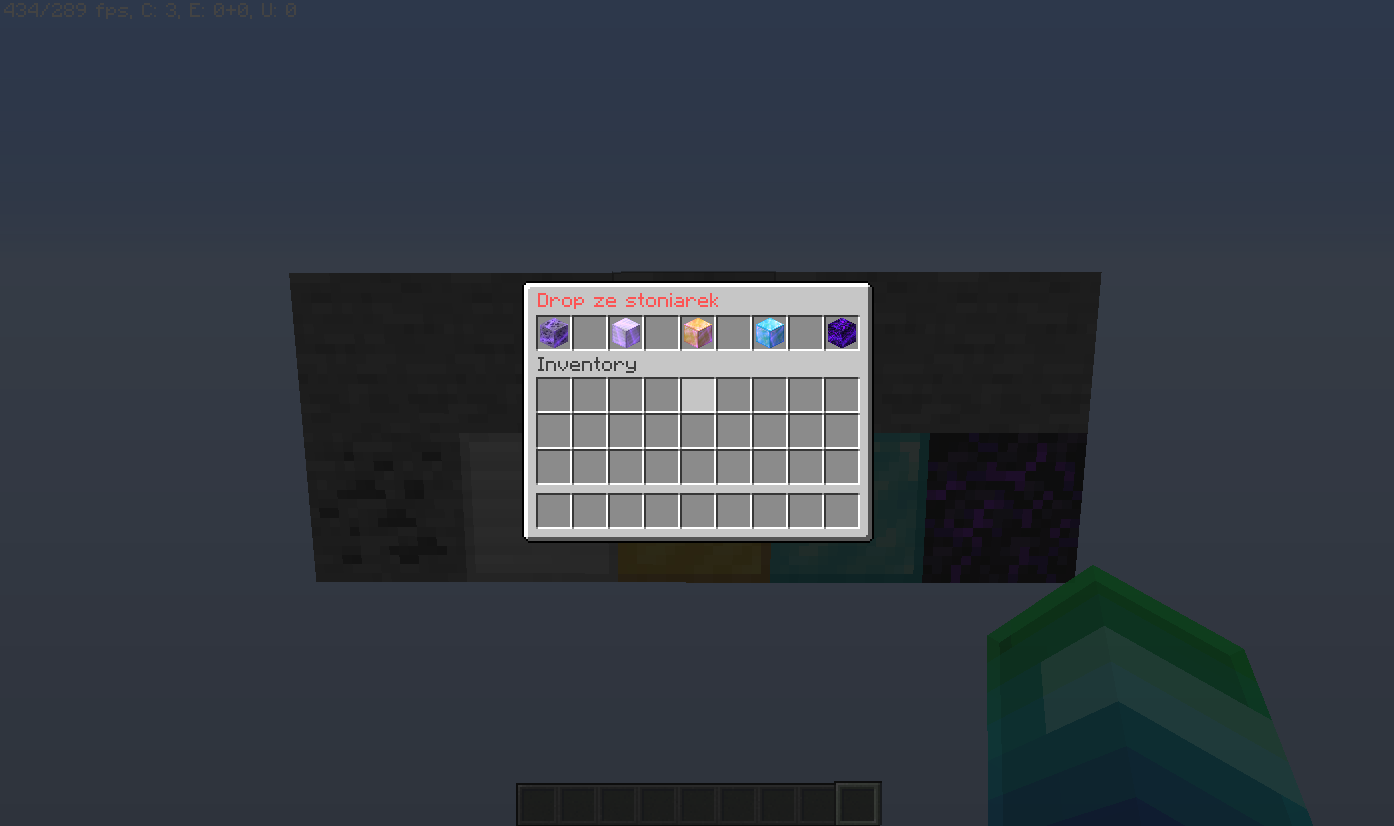 434/289 fps, C: 3, E: 0+0, U: 0
Drop ze stoniarek
Inventory